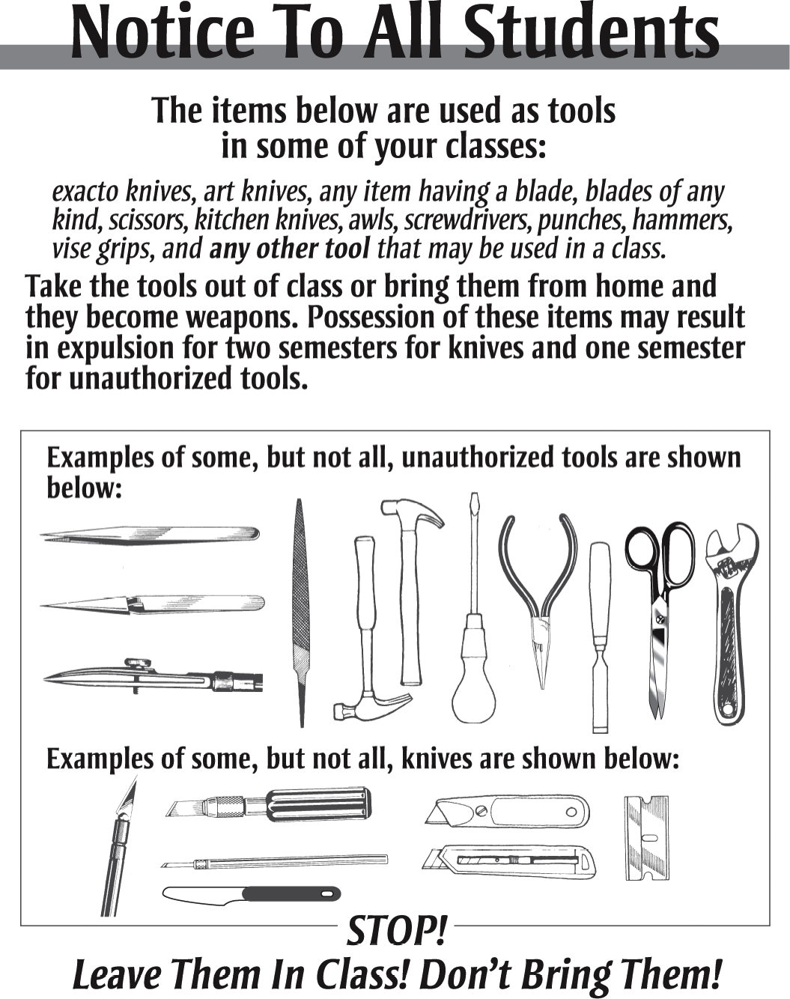 Notice To All Students
The items below are used as tools
in some of your classes:
exacto knives, art knives, any item having a blade, blades of any
kind, scissors, kitchen knives, awls, screwdrivers, punches, hammers,
vise grips, and any other tool that may be used in a class.
Take the tools out of class or bring them from home and
they become weapons. Possession of these items may result
in expulsion for two semesters for knives and one semester
for unauthorized tools.
Examples of some, but not all, unauthorized tools are shown
below:
Examples of some, but not all, knives are shown below:
STOP!
Leave Them In Class! Don’t Bring Them!